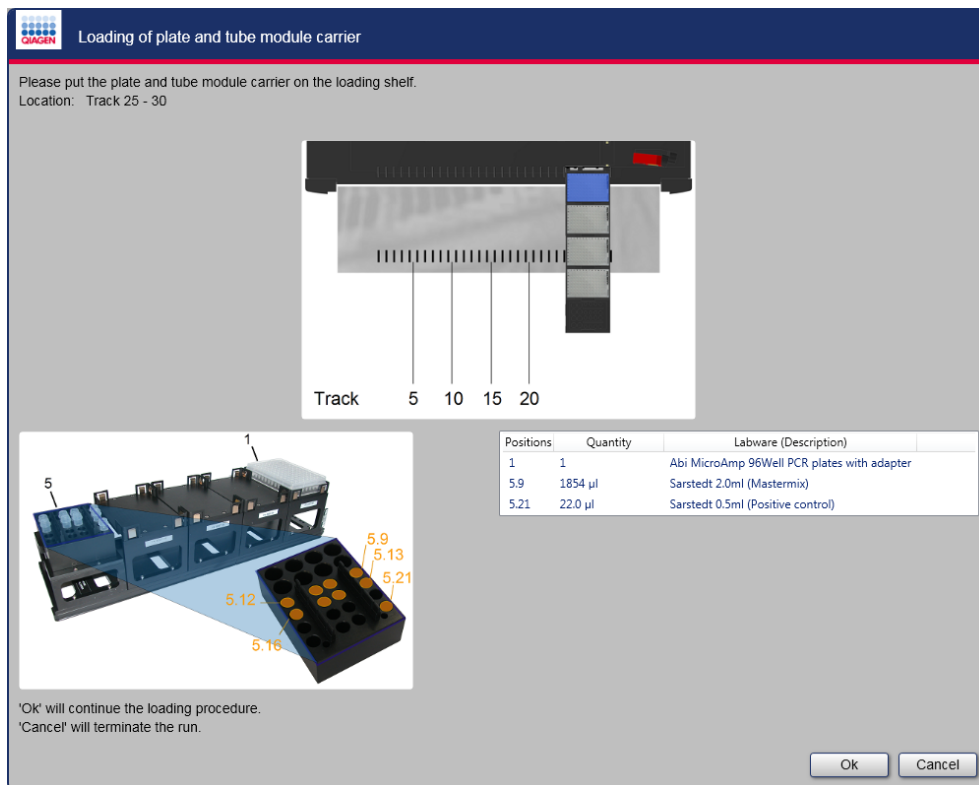 QIAGEN
Loading of plate and tube module carrier
Please put the plate and tube module carrier on the loading shelf.
Location: Track 25 - 30
Track 5 10 15 20
1
5
5.9
5.13
5.21
5.12
5.16
Positions Quantity Labware (Description)
1 1 Abi MicroAmp 96Well PCR plates with adapter
5.9 1854 µl Sarstedt 2.0ml (Mastermix)
5.21 22.0 µl Sarstedt 0.5ml (Positive control)
'Ok' will continue the loading procedure.
'Cancel' will terminate the run.
Ok Cancel